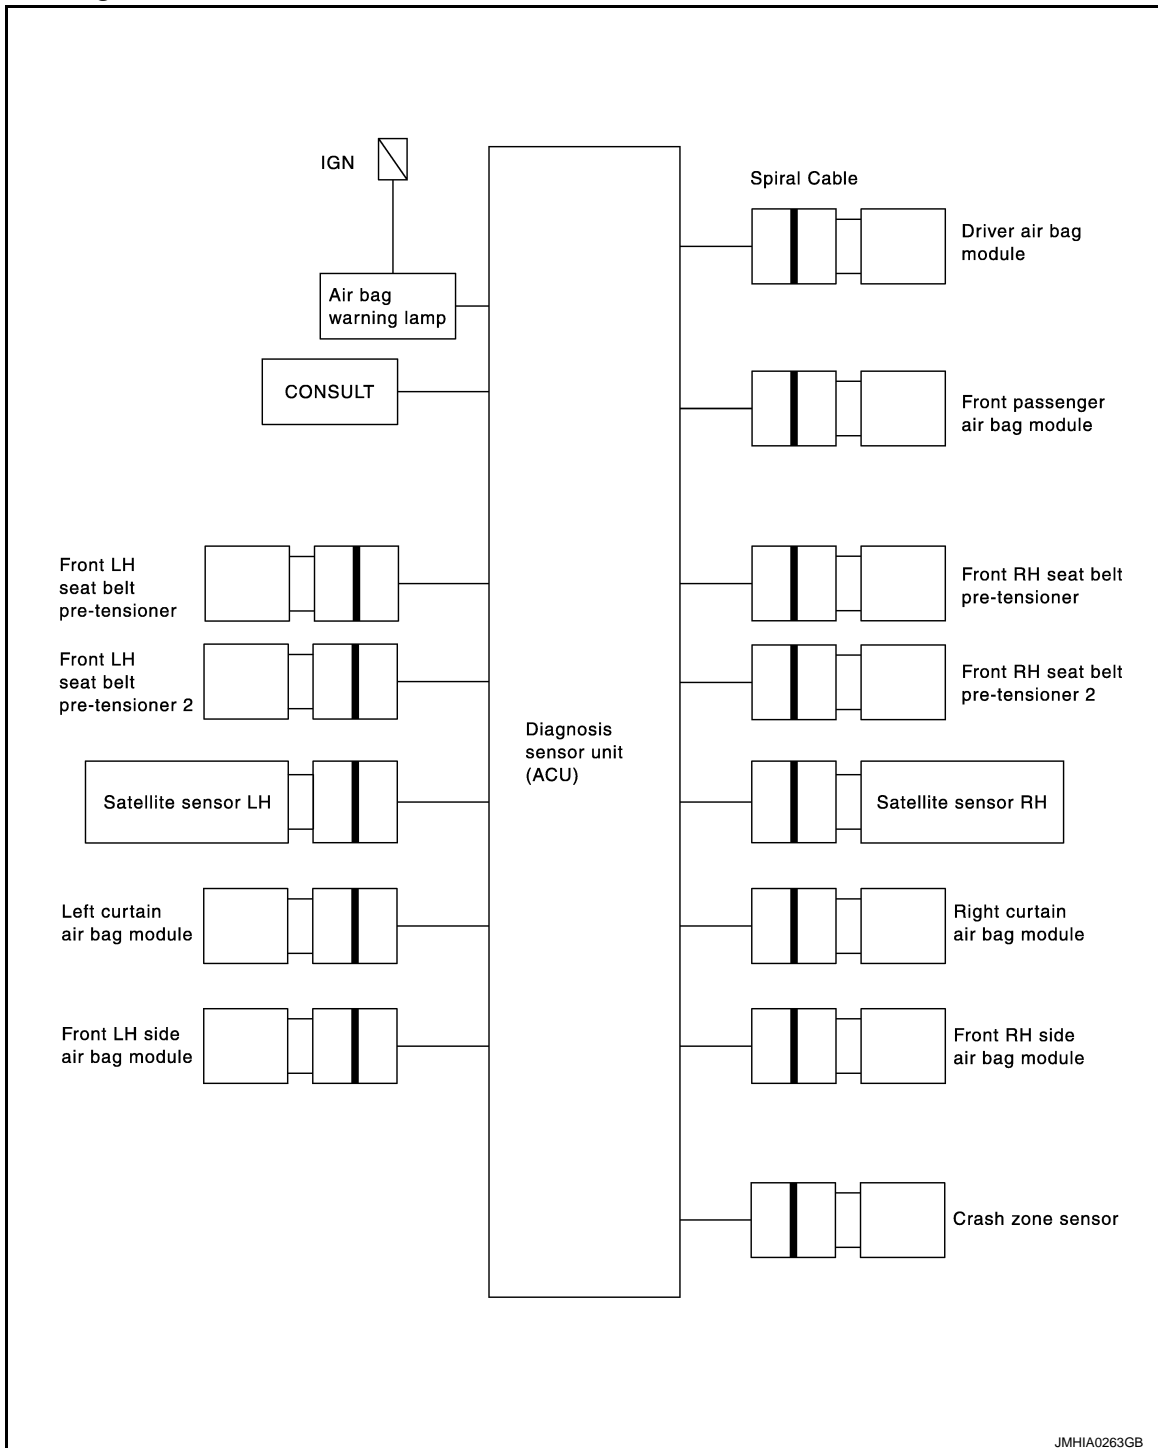 IGN
Air bag
warning lamp
CONSULT
Front LH
seat belt
pre-tensioner
Front LH
seat belt
pre-tensioner 2
Satellite sensor LH
Left curtain
air bag module
Front LH side
air bag module
Diagnosis
sensor unit
(ACU)
Spiral Cable
Driver air bag
module
Front passenger
air bag module
Front RH seat belt
pre-tensioner
Front RH seat belt
pre-tensioner 2
Satellite sensor RH
Right curtain
air bag module
Front RH side
air bag module
Crash zone sensor
JMHIA0263GB